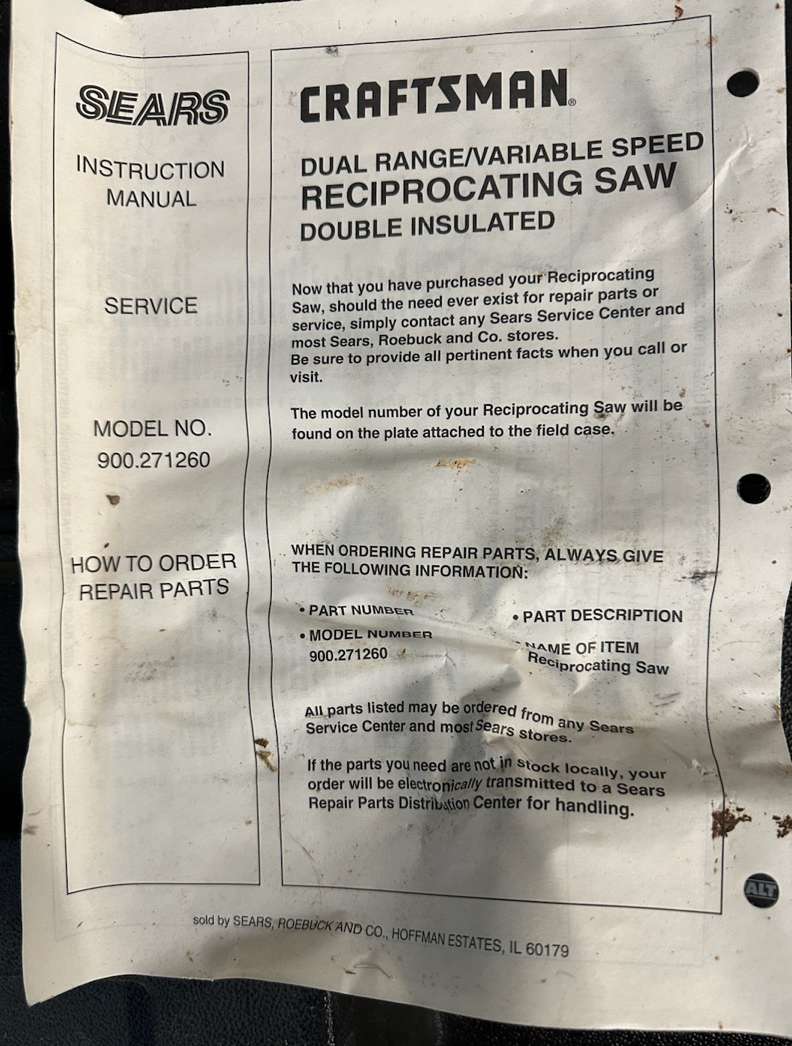 SEARS
INSTRUCTION
MANUAL
SERVICE
MODEL NO.
900.271260
HOW TO ORDER
REPAIR PARTS
CRAFTSMAN®
DUAL RANGE/VARIABLE SPEED
RECIPROCATING SAW
DOUBLE INSULATED
Now that you have purchased your Reciprocating
Saw, should the need ever exist for repair parts or
service, simply contact any Sears Service Center and
most Sears, Roebuck and Co. stores.
Be sure to provide all pertinent facts when you call or
visit.
The model number of your Reciprocating Saw will be
found on the plate attached to the field case.
WHEN ORDERING REPAIR PARTS, ALWAYS GIVE
THE FOLLOWING INFORMATION:
• PART NUMBER
• PART DESCRIPTION
• MODEL NUMBER
900.271260
• NAME OF ITEM
Reciprocating Saw
All parts listed may be ordered from any Sears
Service Center and most Sears stores.
If the parts you need are not in stock locally, your
order will be electronically transmitted to a Sears
Repair Parts Distribution Center for handling.
sold by SEARS, ROEBUCK AND CO., HOFFMAN ESTATES, IL 60179
ALT